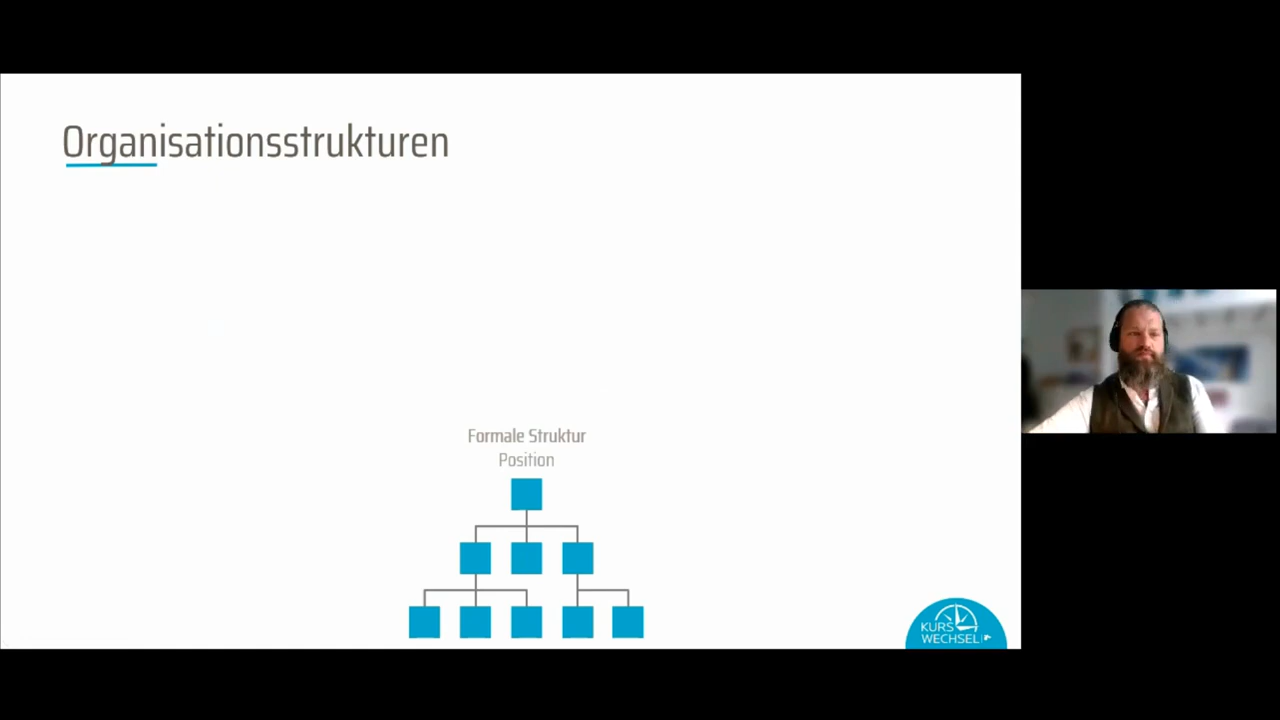 Organisationsstrukturen
Formale Struktur
Position
KURS
WECHSEL